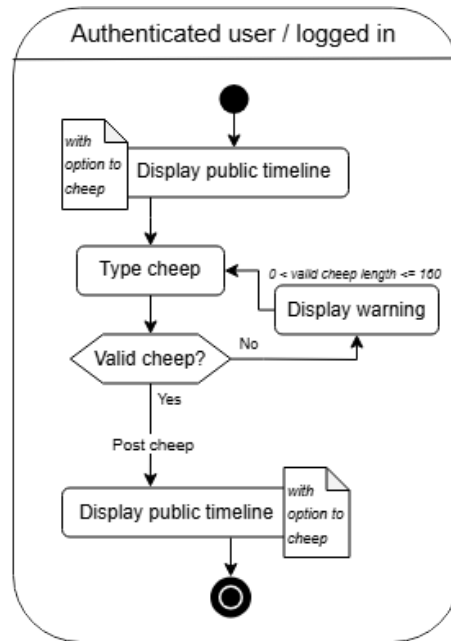 Authenticated user / logged in
with
option to
cheep
Display public timeline
Type cheep
0 < valid cheep length <= 160
Display warning
Valid cheep?
No
Yes
Post cheep
Display public timeline
with
option to
cheep